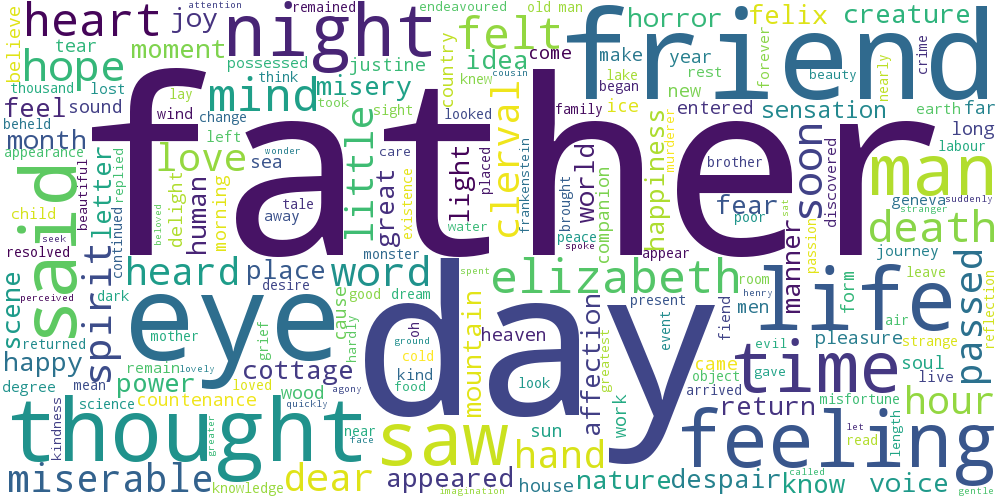 heart
joy
attention
remained
night
endeavoured
old man
felt
friend
horror
felix
creature
believe
tear
moment
possessed
justine
country
idea
come
make
year
forever
beauty
nearly
crime
hope
thousand
lost
mind
think
misery
took
knew
cousin
looked
lake
began
rest
new
feel
sound
lay
wind
change
sight
family
ice
entered
sensation
earth
far
beheld
month
left
little
father
murderer
soon
long
labour
appearance
love
sea
wonder
care
light
placed
clerval
frankenstein
brother
discovered
man
said
letter
replied
beautiful
continued
beloved
delight
human
morning
tale
away
great
existence
water
brought
world
companion
happiness
fear
poor
sat
geneva
stranger
suddenly
child
resolved
seek
monster
peace
spoke
appear
manner
passion
death
journey
scene
perceived
spirit
dark
heard
place
desire
word
spent
elizabeth
room
henry
men
life
form
leave
air
reflection
passed
returned
eye
mother
cause
good
dream
day
mountain
heaven
affection
present
event
fiend
evil
pleasure
strange
happy
degree
mean
remain
lovely
grief
hardly
oh
ground
cold
kind
food
look
greatest
came
object
gave
time
soul
live
power
science
cottage
loved
agony
wood
quickly
arrived
misfortune
kindness
thought
countenance
greater
near
face
saw
sun
hand
work
return
feeling
let
read
length
hour
miserable
knowledge
dear
appeared
imagination
house
nature
despair
called
know
voice
gentle